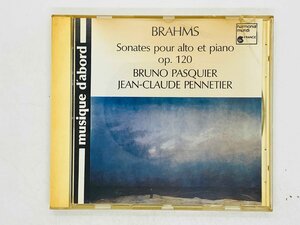 BRAHMS
Sonates pour alto et piano
op. 120
BRUNO PASQUIER
JEAN-CLAUDE PENNETIER
musique d'abord
harmonia
mundi
FRANCE